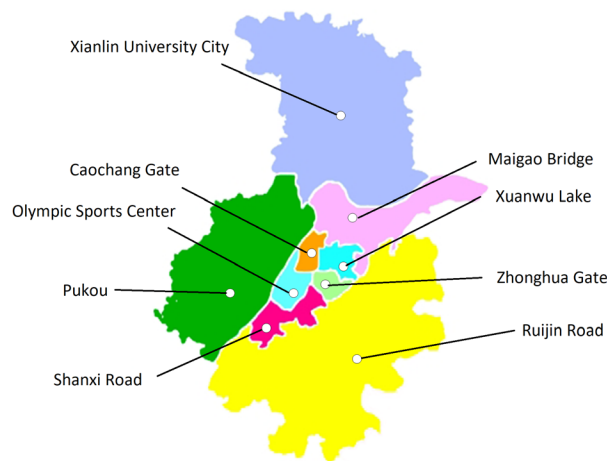 Xianlin University City
Caochang Gate
Olympic Sports Center
Pukou
Shanxi Road
Maigao Bridge
Xuanwu Lake
Zhonghua Gate
Ruijin Road